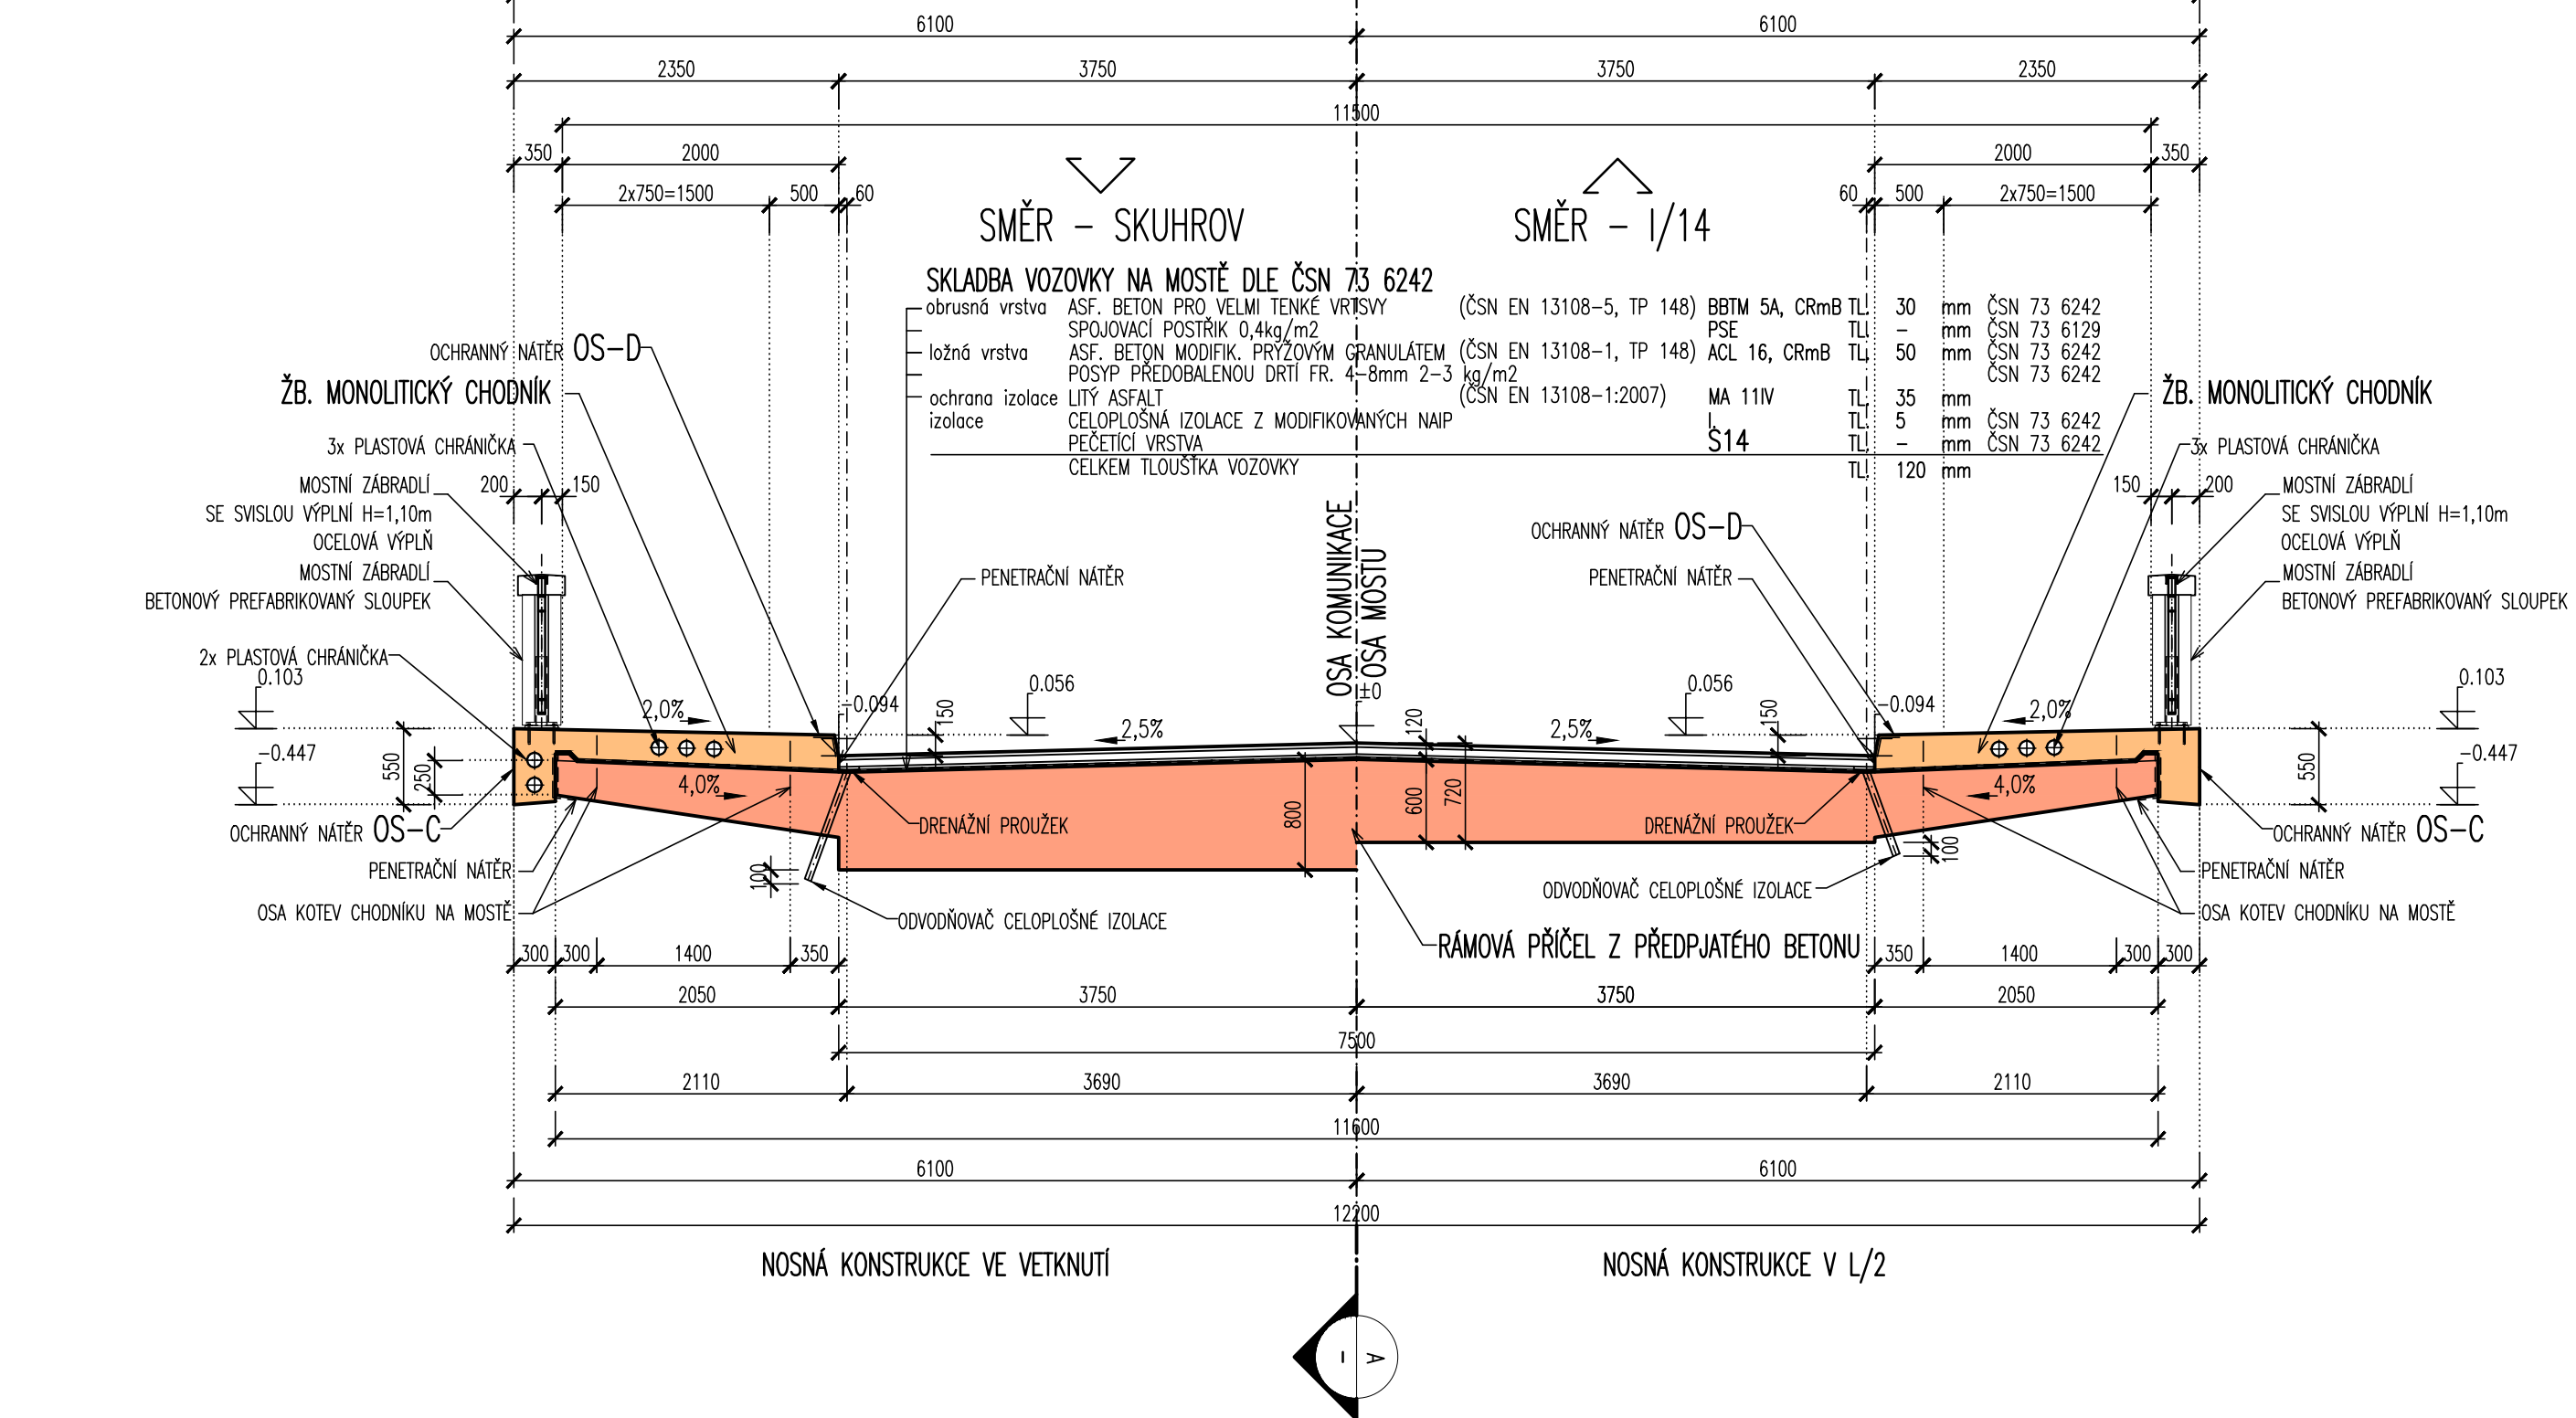 6100 6100
2350 3750 3750 2350
11500
350 2000 2000 350
2x750=1500 500 60 60 500 2x750=1500
SMĚR - SKUHROV SMĚR - I/14
SKLADBA VOZOVKY NA MOSTĚ DLE ČSN 73 6242
obrusná vrstva ASF. BETON PRO VELMI TENKÉ VRTSVY (ČSN EN 13108-5, TP 148) BBTM 5A, CRmB TL. 30 mm ČSN 73 6242
SPOJOVACÍ POSTŘIK 0,4kg/m2 PSE TL. - mm ČSN 73 6129
ložná vrstva ASF. BETON MODIFIK. PRYŽOVÝM GRANULÁTEM (ČSN EN 13108-1, TP 148) ACL 16, CRmB TL. 50 mm ČSN 73 6242
POSYP PŘEDOBALENOU DRTÍ FR. 4-8mm 2-3 kg/m2 ČSN 73 6242
ochrana izolace LITÝ ASFALT (ČSN EN 13108-1:2007) MA 11IV TL. 35 mm
izolace CELOPLOŠNÁ IZOLACE Z MODIFIKOVANÝCH NAIP I. TL. 5 mm ČSN 73 6242
PEČETÍCÍ VRSTVA S14 TL. - mm ČSN 73 6242
CELKEM TLOUŠŤKA VOZOVKY TL. 120 mm
OCHRANNÝ NÁTĚR OS-D
ŽB. MONOLITICKÝ CHODNÍK
3x PLASTOVÁ CHRÁNIČKA
200 150
MOSTNÍ ZÁBRADLÍ
SE SVISLOU VÝPLNÍ H=1,10m
OCELOVÁ VÝPLŇ
MOSTNÍ ZÁBRADLÍ
BETONOVÝ PREFABRIKOVANÝ SLOUPEK
2x PLASTOVÁ CHRÁNIČKA
ŽB. MONOLITICKÝ CHODNÍK
3x PLASTOVÁ CHRÁNIČKA
150 200
MOSTNÍ ZÁBRADLÍ
SE SVISLOU VÝPLNÍ H=1,10m
OCELOVÁ VÝPLŇ
MOSTNÍ ZÁBRADLÍ
BETONOVÝ PREFABRIKOVANÝ SLOUPEK
OCHRANNÝ NÁTĚR OS-D
PENETRAČNÍ NÁTĚR PENETRAČNÍ NÁTĚR
OSA KOMUNIKACE
OSA MOSTU
0.103 0.056 ±0 0.056 0.103
2,0% -0.094 150 2,5% 120 2,5% 150 -0.094 2,0%
-0.447 -0.447
550 250 4,0% 800 600 720 4,0% 550
OCHRANNÝ NÁTĚR OS-C DRENÁŽNÍ PROUŽEK DRENÁŽNÍ PROUŽEK OCHRANNÝ NÁTĚR OS-C
PENETRAČNÍ NÁTĚR 100 100 PENETRAČNÍ NÁTĚR
OSA KOTEV CHODNÍKU NA MOSTĚ ODVODŇOVAČ CELOPLOŠNÉ IZOLACE ODVODŇOVAČ CELOPLOŠNÉ IZOLACE OSA KOTEV CHODNÍKU NA MOSTĚ
RÁMOVÁ PŘÍČEL Z PŘEDPJATÉHO BETONU
300 300 1400 350 350 1400 300 300
2050 3750 3750 2050
7500
2110 3690 3690 2110
11600
6100 6100
12200
NOSNÁ KONSTRUKCE VE VETKNUTÍ NOSNÁ KONSTRUKCE V L/2
- A